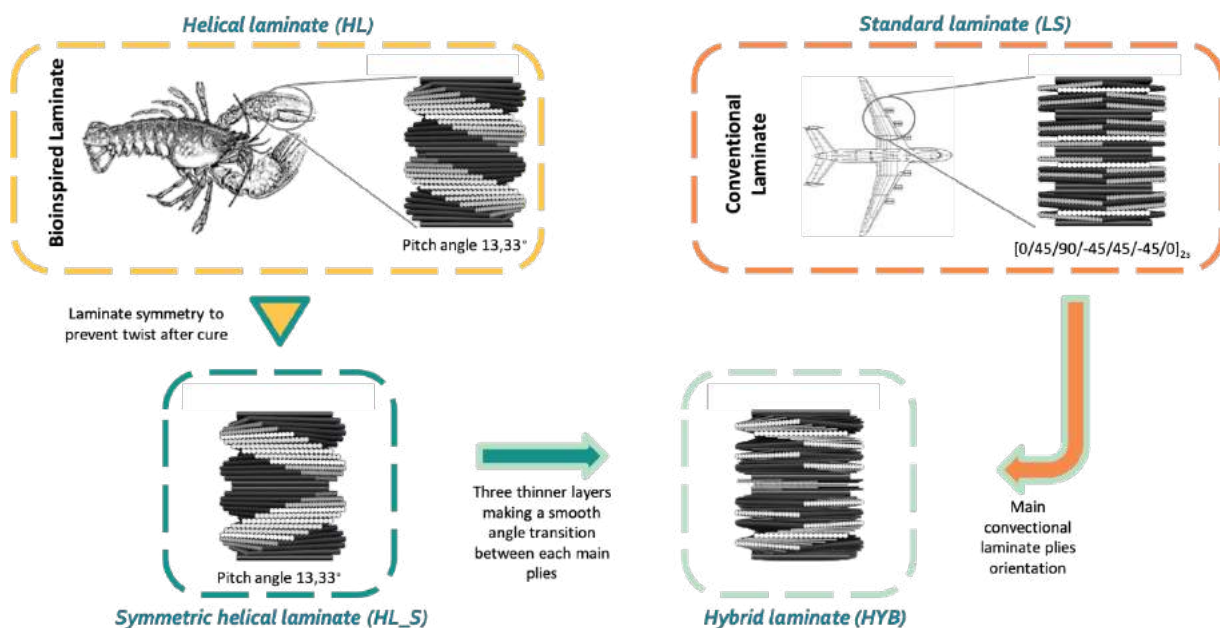 Helical laminate (HL)
Bioinspired Laminate
Pitch angle 13,33°
Standard laminate (LS)
Conventional
Laminate
[0/45/90/-45/45/-45/0]₂ₛ
Laminate symmetry to
prevent twist after cure
Pitch angle 13,33°
Symmetric helical laminate (HL_S)
Three thinner layers
making a smooth
angle transition
between each main
plies
Hybrid laminate (HYB)
Main
convectional
laminate plies
orientation